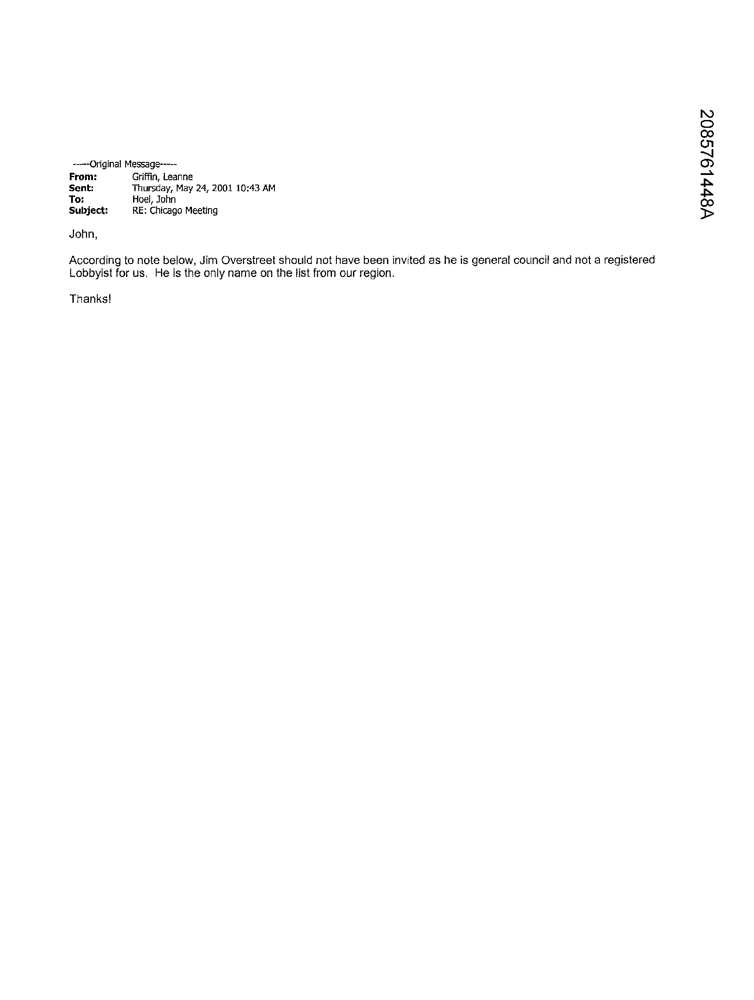 2085761448A
-----Original Message-----
From: Griffin, Leanne
Sent: Thursday, May 24, 2001 10:43 AM
To: Hoel, John
Subject: RE: Chicago Meeting
John,
According to note below, Jim Overstreet should not have been invited as he is general council and not a registered
Lobbyist for us.  He is the only name on the list from our region.
Thanks!